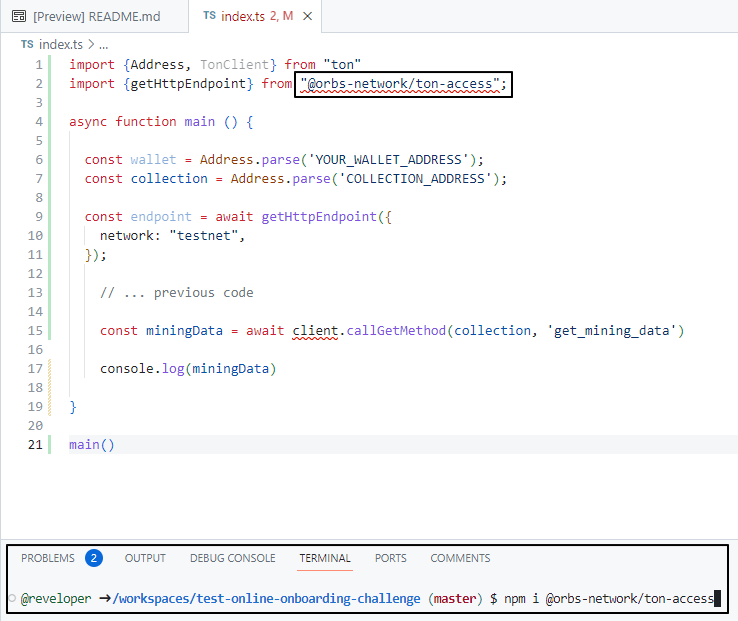 [Preview] README.md TS index.ts 2, M
TS index.ts > ...
1 import {Address, TonClient} from "ton"
2 import {getHttpEndpoint} from "@orbs-network/ton-access";
3
4 async function main () {
5
6 const wallet = Address.parse('YOUR_WALLET_ADDRESS');
7 const collection = Address.parse('COLLECTION_ADDRESS');
8
9 const endpoint = await getHttpEndpoint({
10 network: "testnet",
11 });
12
13 // ... previous code
14
15 const miningData = await client.callGetMethod(collection, 'get_mining_data')
16
17 console.log(miningData)
18
19 }
20
21 main()
PROBLEMS 2 OUTPUT DEBUG CONSOLE TERMINAL PORTS COMMENTS
@reveloper →/workspaces/test-online-onboarding-challenge (master) $ npm i @orbs-network/ton-access